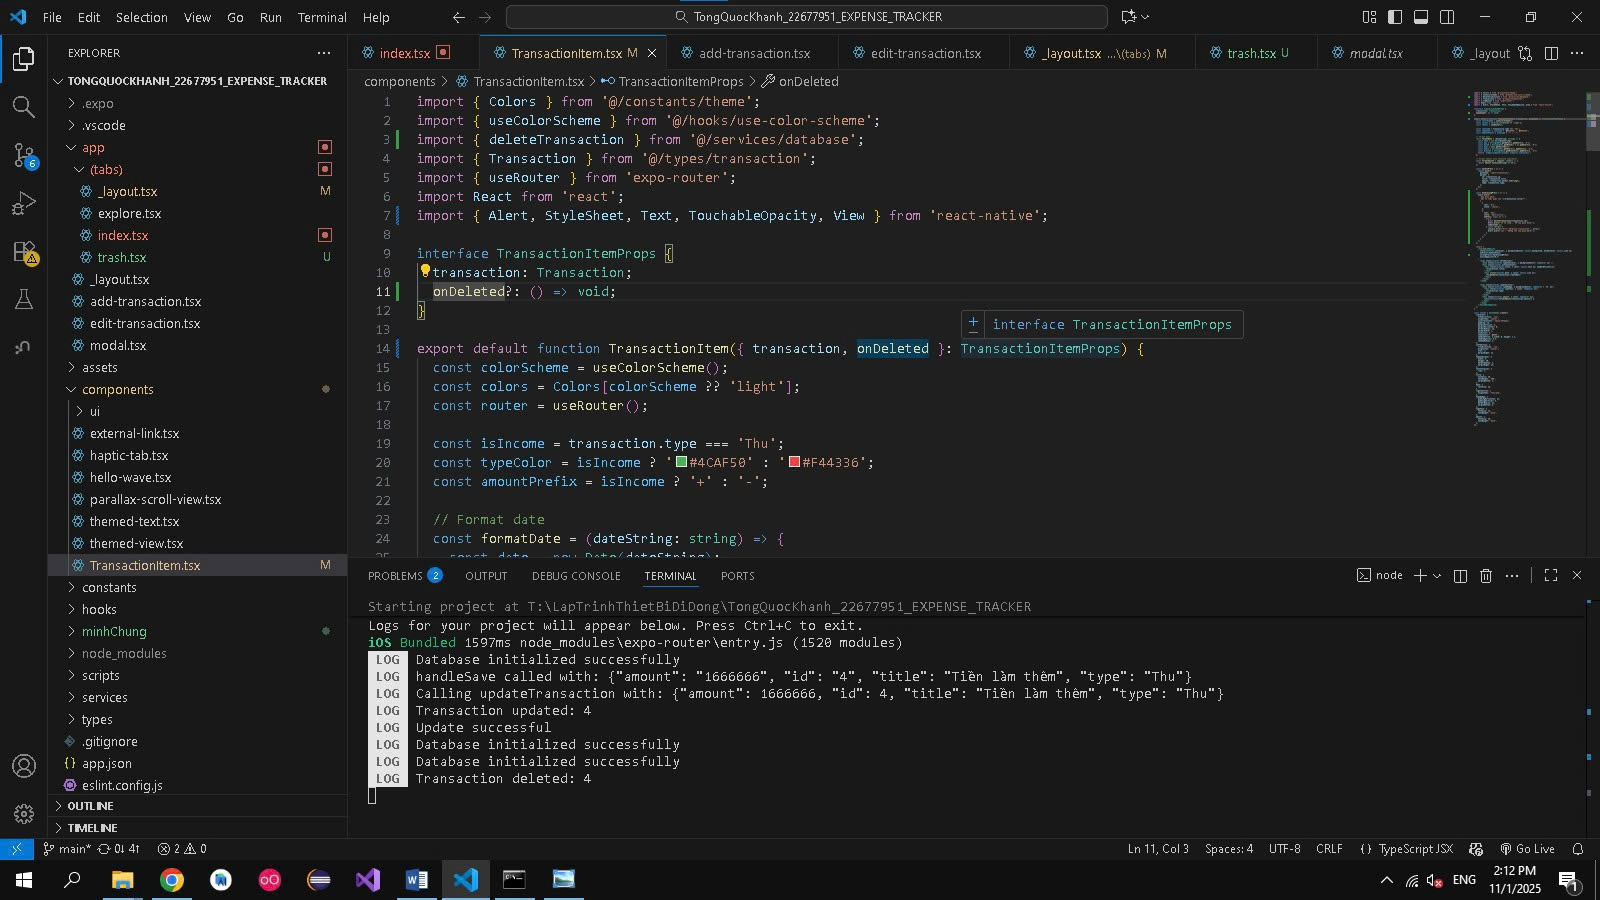 File Edit Selection View Go Run Terminal Help
TongQuocKhanh_22677951_EXPENSE_TRACKER
EXPLORER
TONGQUOCKHANH_22677951_EXPENSE_TRACKER
.expo
.vscode
app
(tabs)
_layout.tsx M
explore.tsx
index.tsx
trash.tsx U
_layout.tsx
add-transaction.tsx
edit-transaction.tsx
modal.tsx
assets
components
ui
external-link.tsx
haptic-tab.tsx
hello-wave.tsx
parallax-scroll-view.tsx
themed-text.tsx
themed-view.tsx
TransactionItem.tsx M
constants
hooks
minhChung
node_modules
scripts
services
types
.gitignore
app.json
eslint.config.js
OUTLINE
TIMELINE
6
index.tsx TransactionItem.tsx M add-transaction.tsx edit-transaction.tsx _layout.tsx ...\(tabs) M trash.tsx U modal.tsx _layout
components > TransactionItem.tsx > TransactionItemProps > onDeleted
1 import { Colors } from '@/constants/theme';
2 import { useColorScheme } from '@/hooks/use-color-scheme';
3 import { deleteTransaction } from '@/services/database';
4 import { Transaction } from '@/types/transaction';
5 import { useRouter } from 'expo-router';
6 import React from 'react';
7 import { Alert, StyleSheet, Text, TouchableOpacity, View } from 'react-native';
8
9 interface TransactionItemProps {
10 transaction: Transaction;
11 onDeleted?: () => void;
12 }
13
+ interface TransactionItemProps
14 export default function TransactionItem({ transaction, onDeleted }: TransactionItemProps) {
15 const colorScheme = useColorScheme();
16 const colors = Colors[colorScheme ?? 'light'];
17 const router = useRouter();
18
19 const isIncome = transaction.type === 'Thu';
20 const typeColor = isIncome ? '#4CAF50' : '#F44336';
21 const amountPrefix = isIncome ? '+' : '-';
22
23 // Format date
24 const formatDate = (dateString: string) => {
25 const date = new Date(dateString);
PROBLEMS 2 OUTPUT DEBUG CONSOLE TERMINAL PORTS
node
Starting project at T:\LapTrinhThietBiDiDong\TongQuocKhanh_22677951_EXPENSE_TRACKER
Logs for your project will appear below. Press Ctrl+C to exit.
iOS Bundled 1597ms node_modules\expo-router\entry.js (1520 modules)
LOG Database initialized successfully
LOG handleSave called with: {"amount": "1666666", "id": "4", "title": "Tiền làm thêm", "type": "Thu"}
LOG Calling updateTransaction with: {"amount": 1666666, "id": 4, "title": "Tiền làm thêm", "type": "Thu"}
LOG Transaction updated: 4
LOG Update successful
LOG Database initialized successfully
LOG Database initialized successfully
LOG Transaction deleted: 4
main* 0↓ 4↑ 2 0
Ln 11, Col 3 Spaces: 4 UTF-8 CRLF {} TypeScript JSX Go Live
ENG
2:12 PM
11/1/2025
1